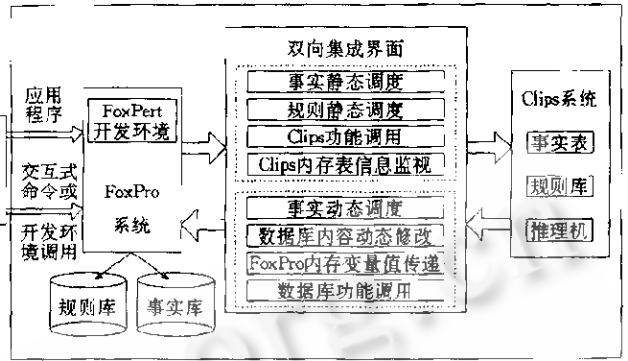 双向集成界面
事实静态调度
规则静态调度
Clips功能调用
Clips内存表信息监视
事实动态调度
数据库内容动态修改
FoxPro内存变量值传递
数据库功能调用
应用
程序
交互式
命令或
开发环
境调用
FoxPert
开发环境
FoxPro
系统
规则库
事实库
Clips系统
事实表
规则库
推理机